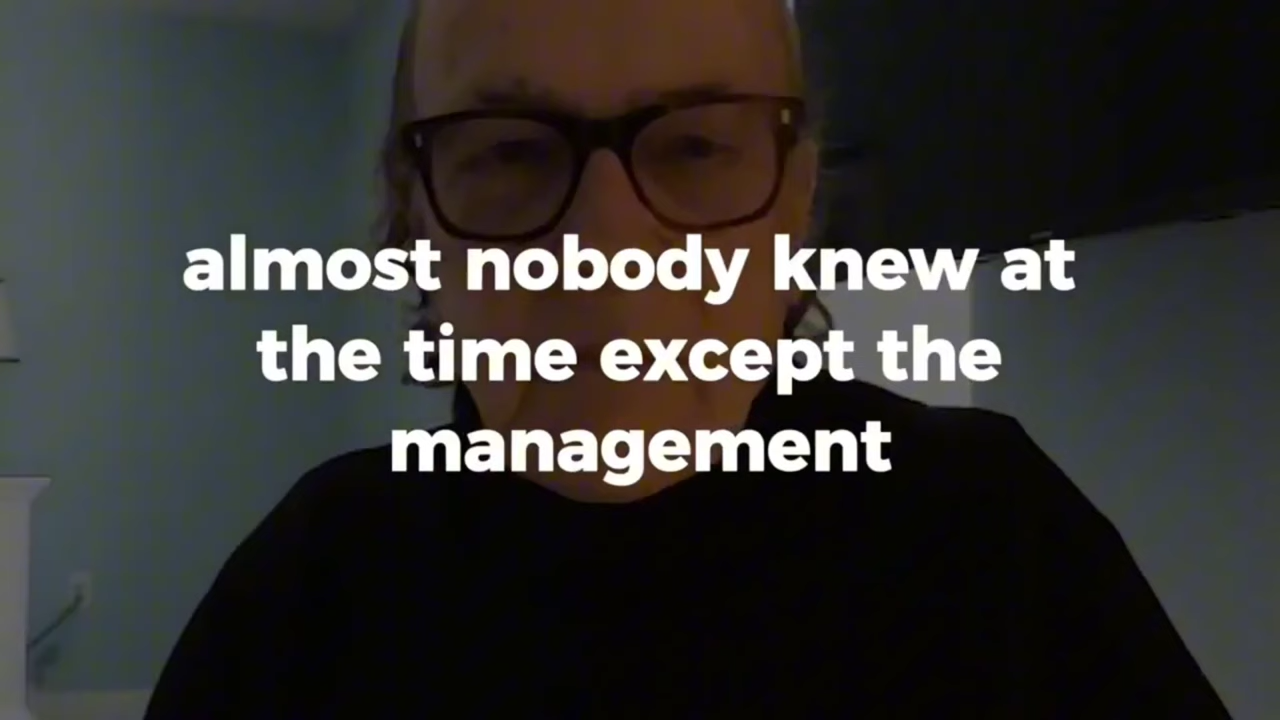 almost nobody knew at
the time except the
management